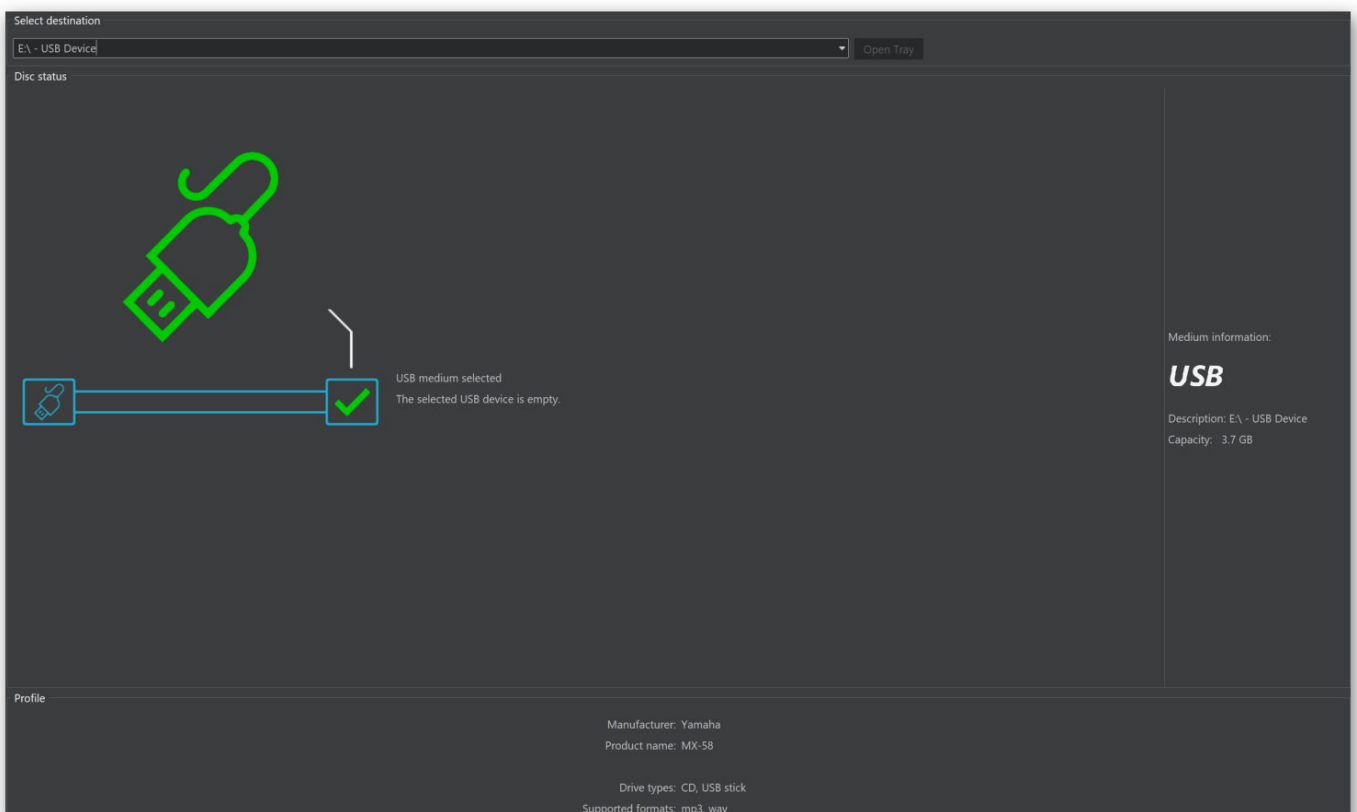 Select destination
E:\ - USB Device
Open Tray
Disc status
USB medium selected
The selected USB device is empty.
Medium information:
USB
Description: E:\ - USB Device
Capacity: 3.7 GB
Profile
Manufacturer: Yamaha
Product name: MX-58
Drive types: CD, USB stick
Supported formats: mp3, wav